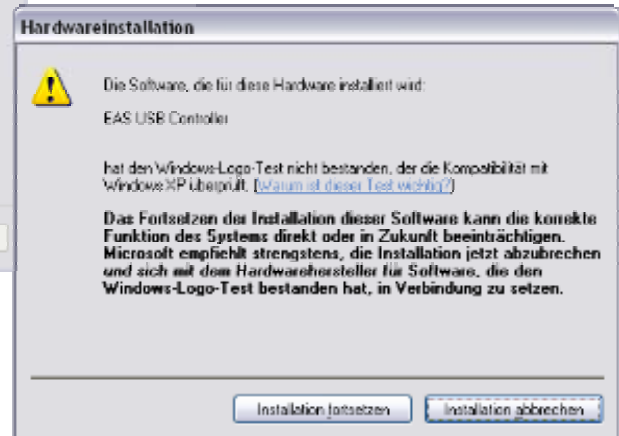 Hardwareinstallation
Die Software, die für diese Hardware installiert wird:
EAS USB Controller
hat den Windows-Logo-Test nicht bestanden, der die Kompatibilität mit
Windows XP überprüft. (Warum ist dieser Test wichtig?)
Das Fortsetzen der Installation dieser Software kann die korrekte
Funktion des Systems direkt oder in Zukunft beeinträchtigen.
Microsoft empfiehlt strengstens, die Installation jetzt abzubrechen
und sich mit dem Hardwarehersteller für Software, die den
Windows-Logo-Test bestanden hat, in Verbindung zu setzen.
Installation fortsetzen
Installation abbrechen